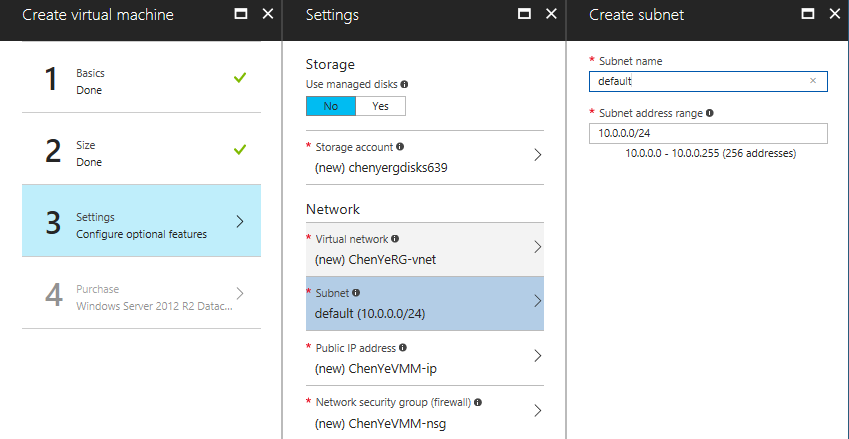 Create virtual machine
1
Basics
Done
2
Size
Done
3
Settings
Configure optional features
4
Purchase
Windows Server 2012 R2 Datac...
Settings
Storage
Use managed disks
No
Yes
* Storage account
(new) chenyergdisks639
Network
* Virtual network
(new) ChenYeRG-vnet
* Subnet
default (10.0.0.0/24)
* Public IP address
(new) ChenYeVMM-ip
* Network security group (firewall)
(new) ChenYeVMM-nsg
Create subnet
* Subnet name
default
* Subnet address range
10.0.0.0/24
10.0.0.0 - 10.0.0.255 (256 addresses)